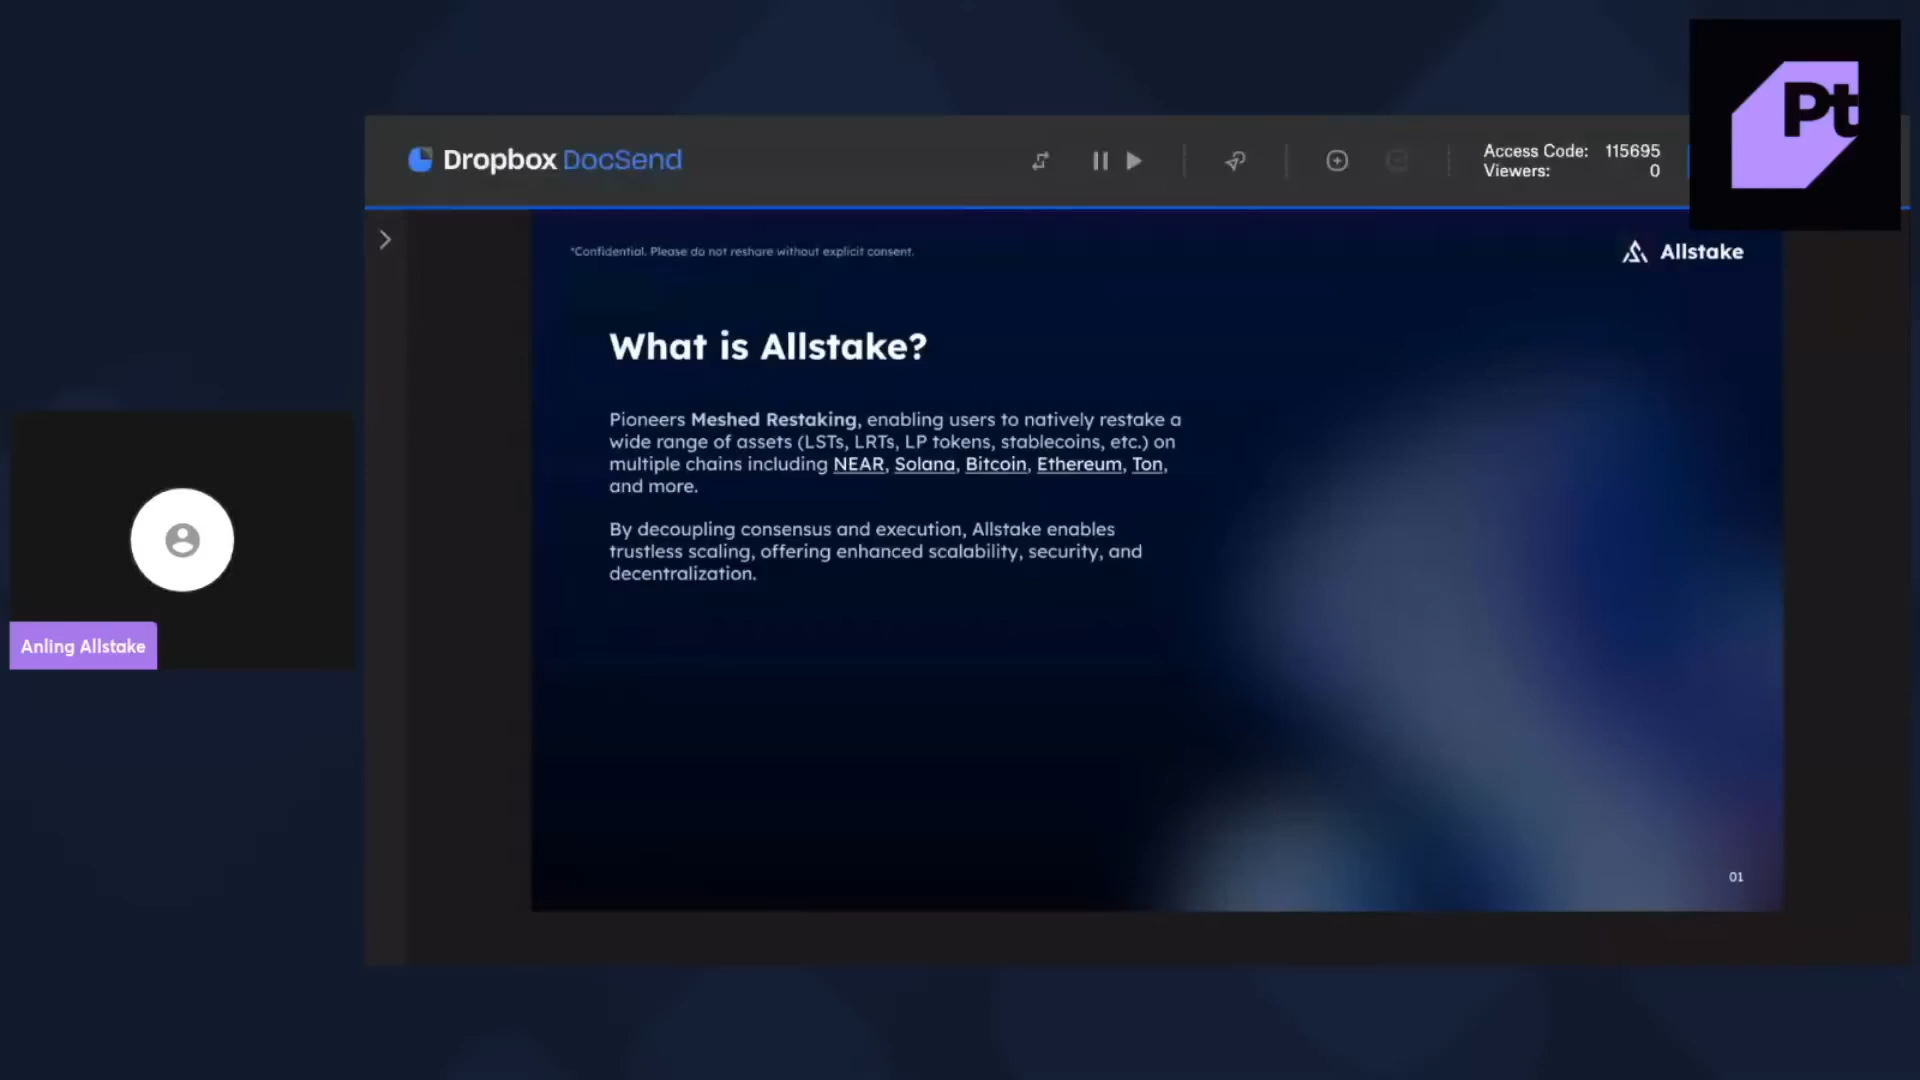 Pt
Dropbox DocSend
Access Code: 115695
Viewers: 0
*Confidential. Please do not reshare without explicit consent.
Allstake
What is Allstake?
Pioneers Meshed Restaking, enabling users to natively restake a
wide range of assets (LSTs, LRTs, LP tokens, stablecoins, etc.) on
multiple chains including NEAR, Solana, Bitcoin, Ethereum, Ton,
and more.
By decoupling consensus and execution, Allstake enables
trustless scaling, offering enhanced scalability, security, and
decentralization.
Anling Allstake
01